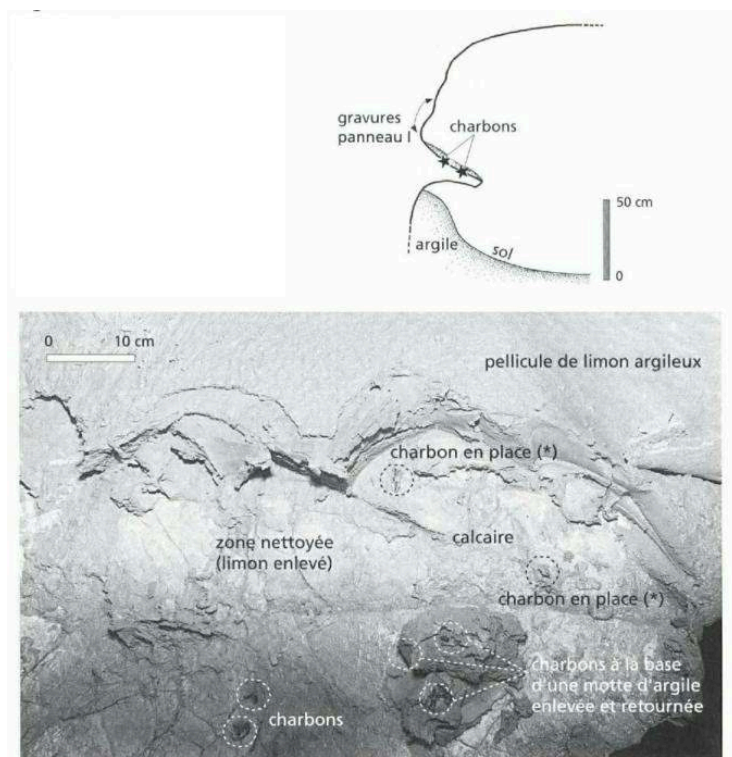 gravures
panneau I
charbons
50 cm
argile
sol
0
0 10 cm
pellicule de limon argileux
charbon en place (*)
zone nettoyée
(limon enlevé)
calcaire
charbon en place (*)
charbons à la base
d'une motte d'argile
enlevée et retournée
charbons